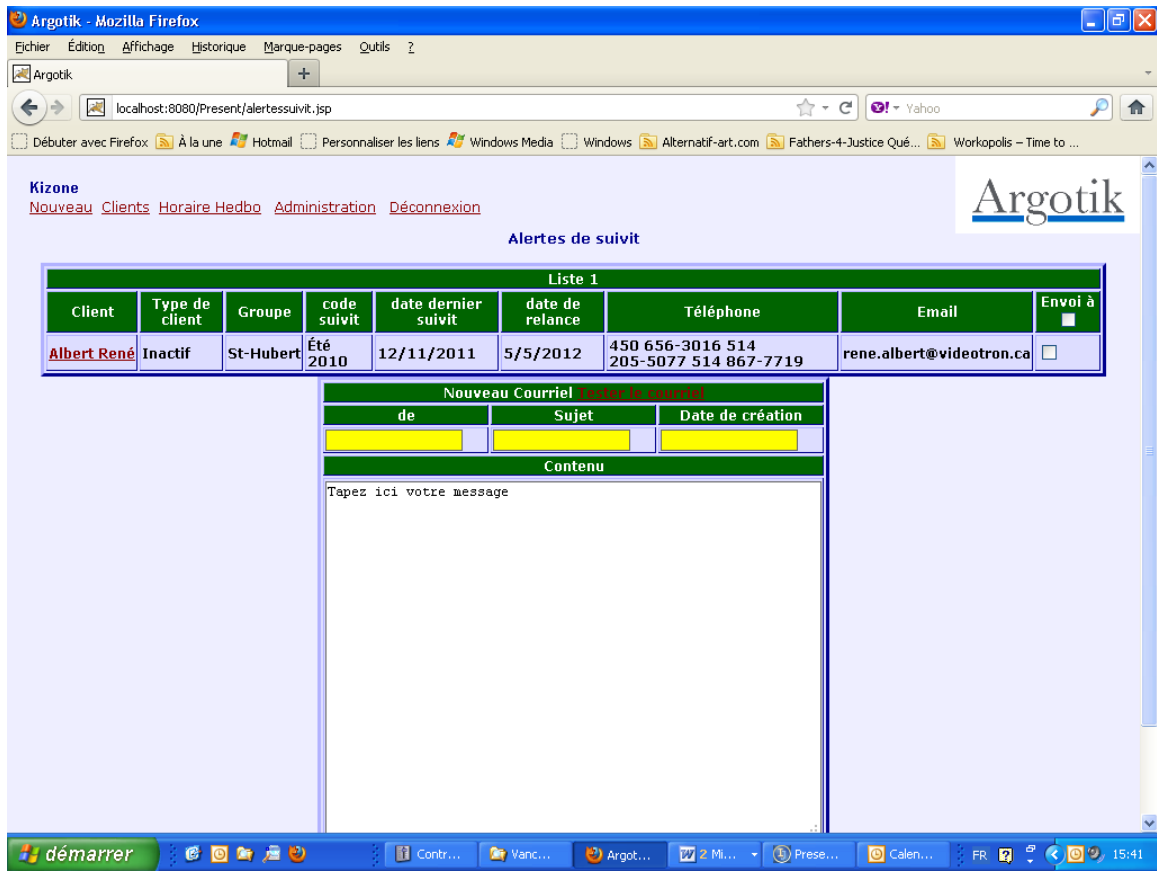 Argotik - Mozilla Firefox
Fichier Édition Affichage Historique Marque-pages Outils ?
Argotik +
localhost:8080/Present/alertessuivit.jsp Yahoo
Débuter avec Firefox À la une Hotmail Personnaliser les liens Windows Media Windows Alternatif-art.com Fathers-4-Justice Qué... Workopolis – Time to ...
Kizone
Argotik
Nouveau Clients Horaire Hedbo Administration Déconnexion
Alertes de suivit
Liste 1
Client Type de client Groupe code suivit date dernier suivit date de relance Téléphone Email Envoi à
Albert René Inactif St-Hubert Été 2010 12/11/2011 5/5/2012 450 656-3016 514 205-5077 514 867-7719 rene.albert@videotron.ca
Nouveau Courriel Tester le courriel
de Sujet Date de création
Contenu
Tapez ici votre message
démarrer Contr... Vanc... Argot... 2 Mi... Prese... Calen... FR 15:41